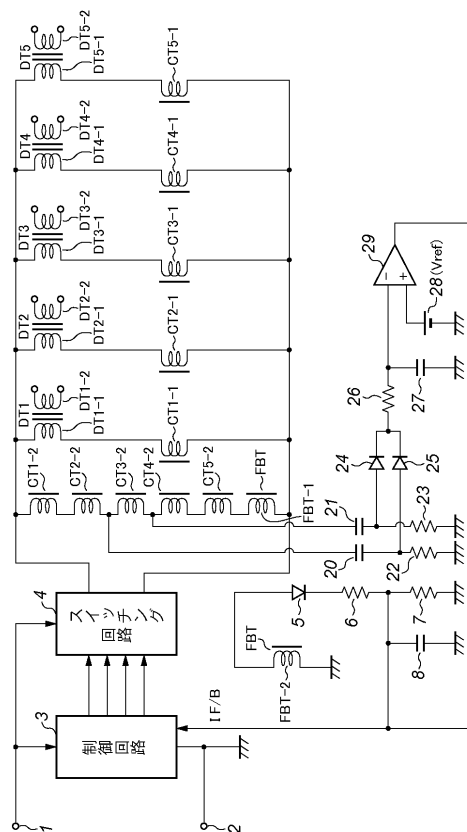 DT1
DT1-2
DT1-1
DT2
DT2-2
DT2-1
DT3
DT3-2
DT3-1
DT4
DT4-2
DT4-1
DT5
DT5-2
DT5-1
CT1-1
CT2-1
CT3-1
CT4-1
CT5-1
CT1-2
CT2-2
CT3-2
CT4-2
CT5-2
FBT
FBT-1
1
2
3
制御回路
4
スイッチング
回路
IF/B
FBT
FBT-2
5
6
7
8
20
21
22
23
24
25
26
27
28(Vref)
29
−
+